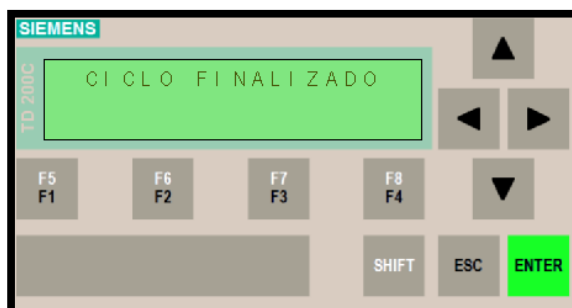 SIEMENS
TD 200C
CICLO FINALIZADO
F5 F6 F7 F8
F1 F2 F3 F4
SHIFT ESC ENTER